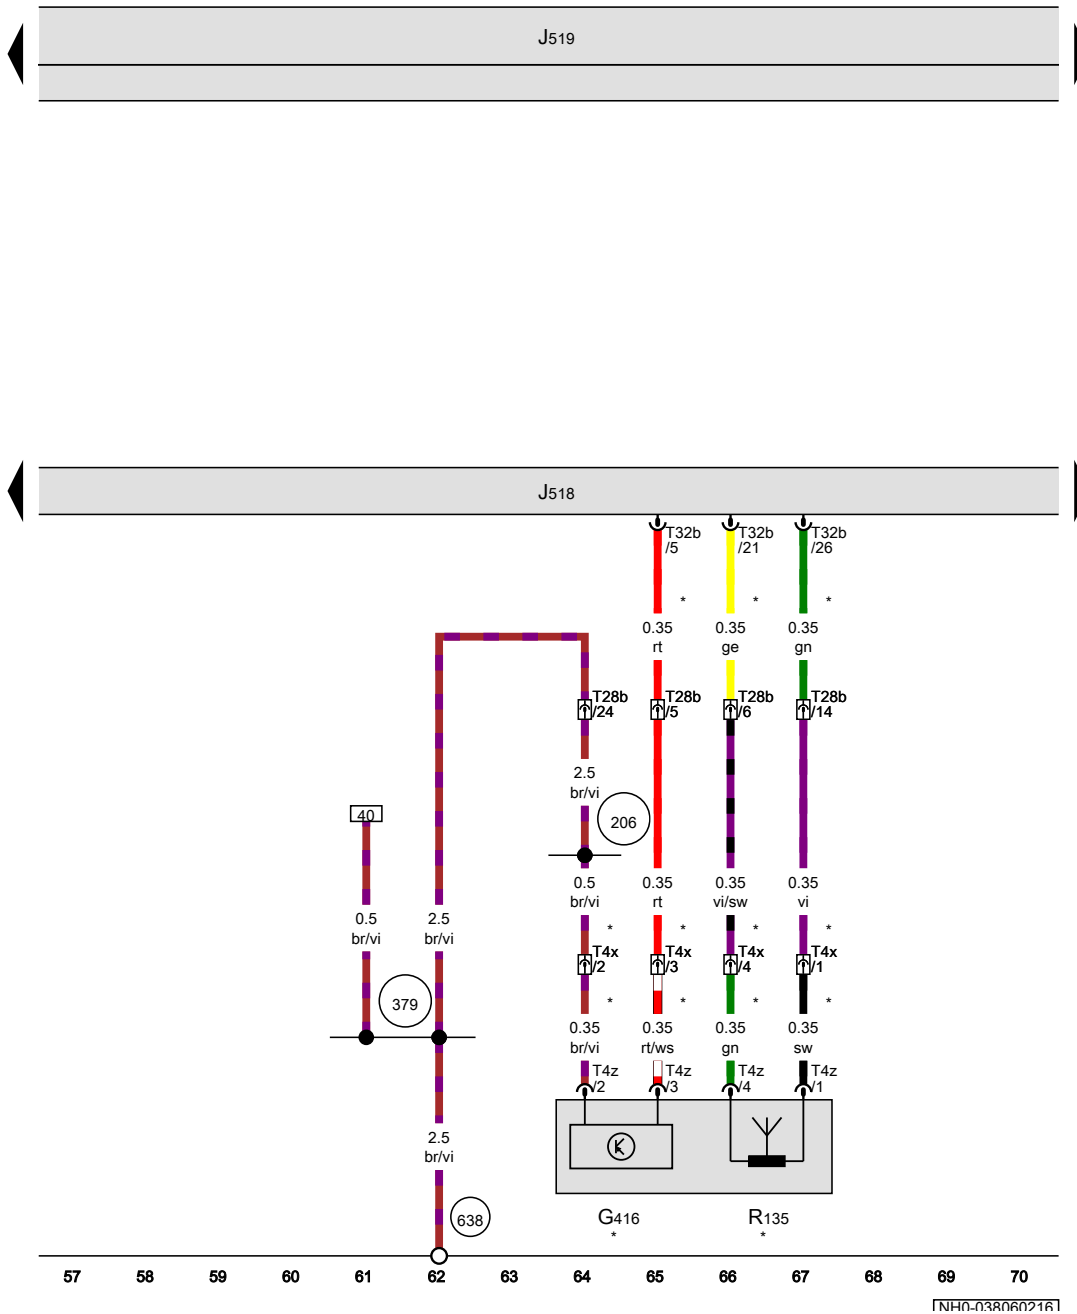 J519
J518
T32b T32b T32b
/5 /21 /26
* * *
0.35 0.35 0.35
rt ge gn
T28b T28b T28b T28b
/24 /5 /6 /14
2.5
br/vi
40
206
0.5 0.35 0.35 0.35
br/vi rt vi/sw vi
0.5 2.5
br/vi br/vi
* * * *
T4x T4x T4x T4x
/2 /3 /4 /1
379
* * * *
0.35 0.35 0.35 0.35
br/vi rt/ws gn sw
T4z T4z T4z T4z
/2 /3 /4 /1
2.5
br/vi
638
G416 R135
* *
57 58 59 60 61 62 63 64 65 66 67 68 69 70
NH0-038060216